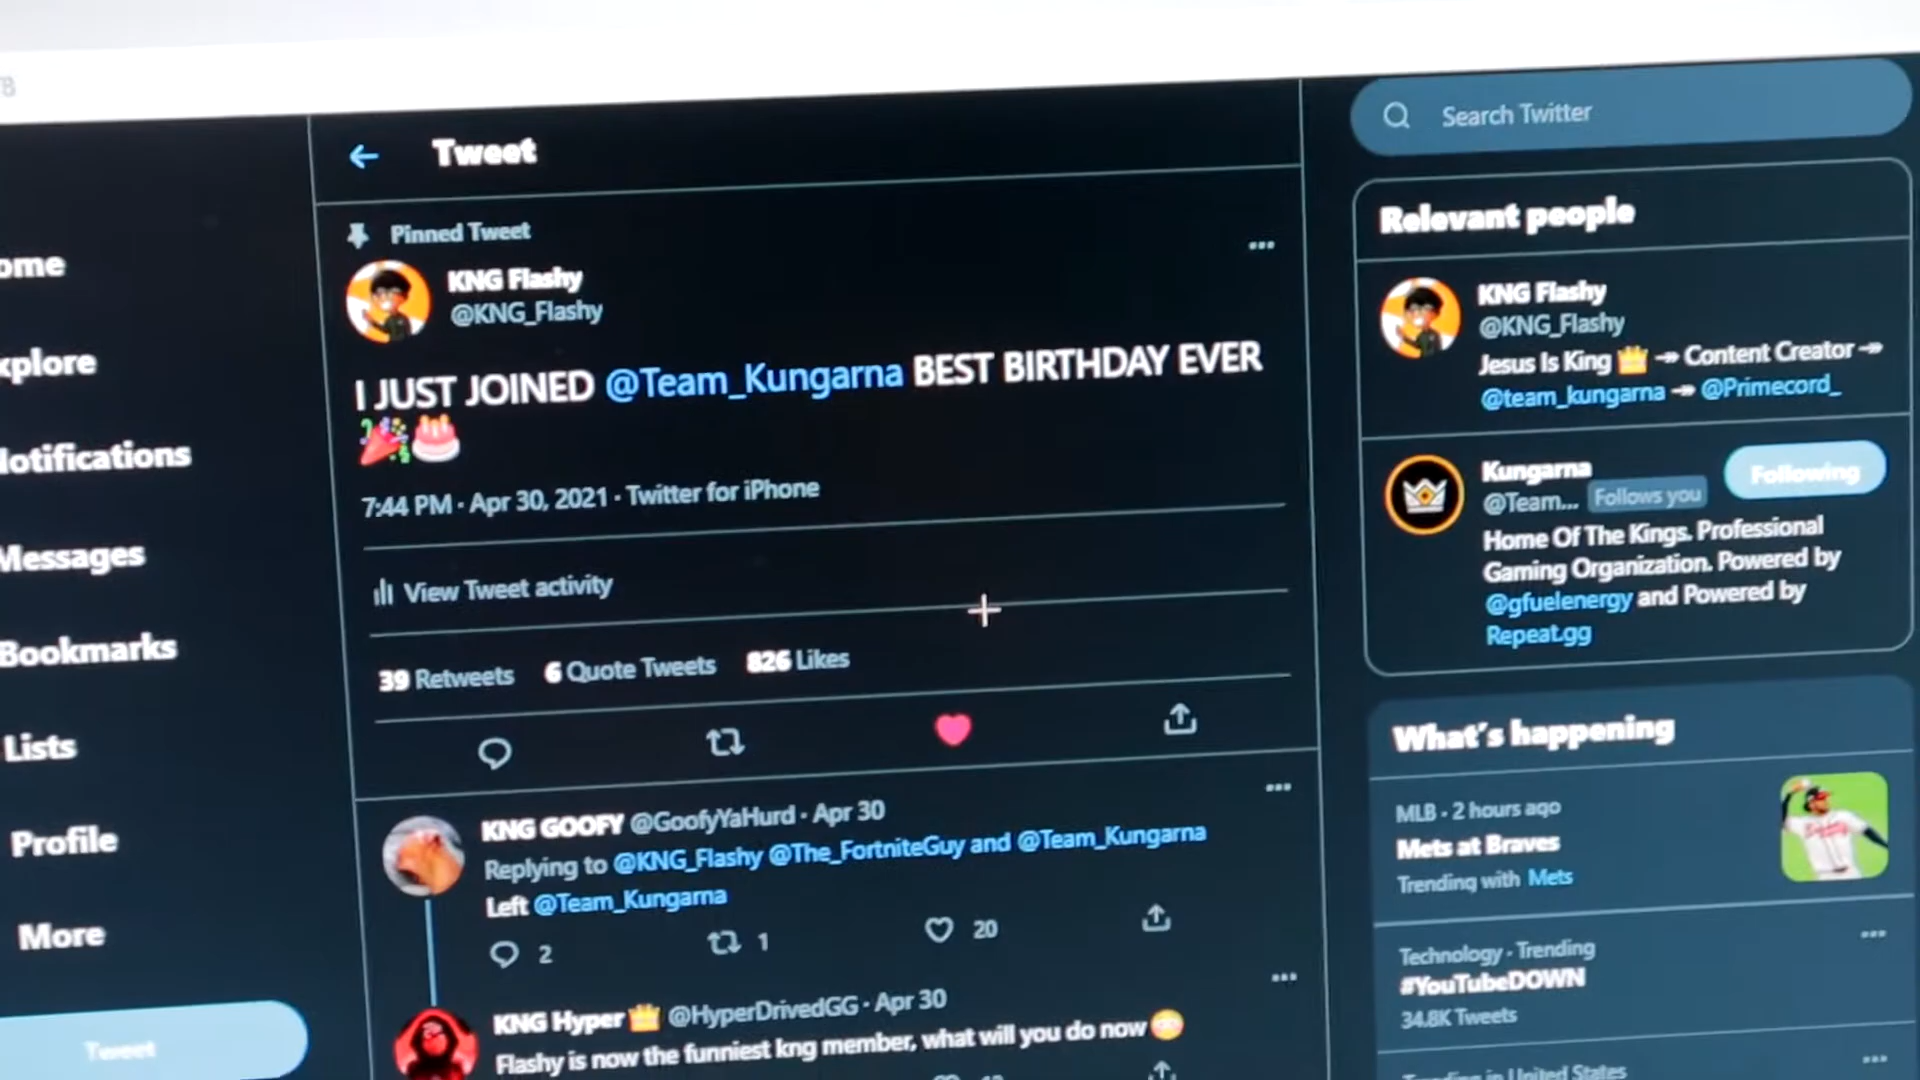 Tweet
Search Twitter
Pinned Tweet
KNG Flashy
@KNG_Flashy
I JUST JOINED @Team_Kungarna BEST BIRTHDAY EVER
🎉🎂
7:44 PM · Apr 30, 2021 · Twitter for iPhone
View Tweet activity
39 Retweets 6 Quote Tweets 826 Likes
KNG GOOFY @GoofyYaHurd · Apr 30
Replying to @KNG_Flashy @The_FortniteGuy and @Team_Kungarna
Left @Team_Kungarna
2 1 20
KNG Hyper 👑 @HyperDrivedGG · Apr 30
Flashy is now the funniest kng member, what will you do now
ome
xplore
Notifications
Messages
Bookmarks
Lists
Profile
More
Tweet
Relevant people
KNG Flashy
@KNG_Flashy
Jesus Is King 👑 ↠ Content Creator ↠
@team_kungarna ↠ @Primecord_
Kungarna
Following
@Team... Follows you
Home Of The Kings. Professional
Gaming Organization. Powered by
@gfuelenergy and Powered by
Repeat.gg
What's happening
MLB · 2 hours ago
Mets at Braves
Trending with Mets
Technology · Trending
#YouTubeDOWN
34.8K Tweets
Trending in United States